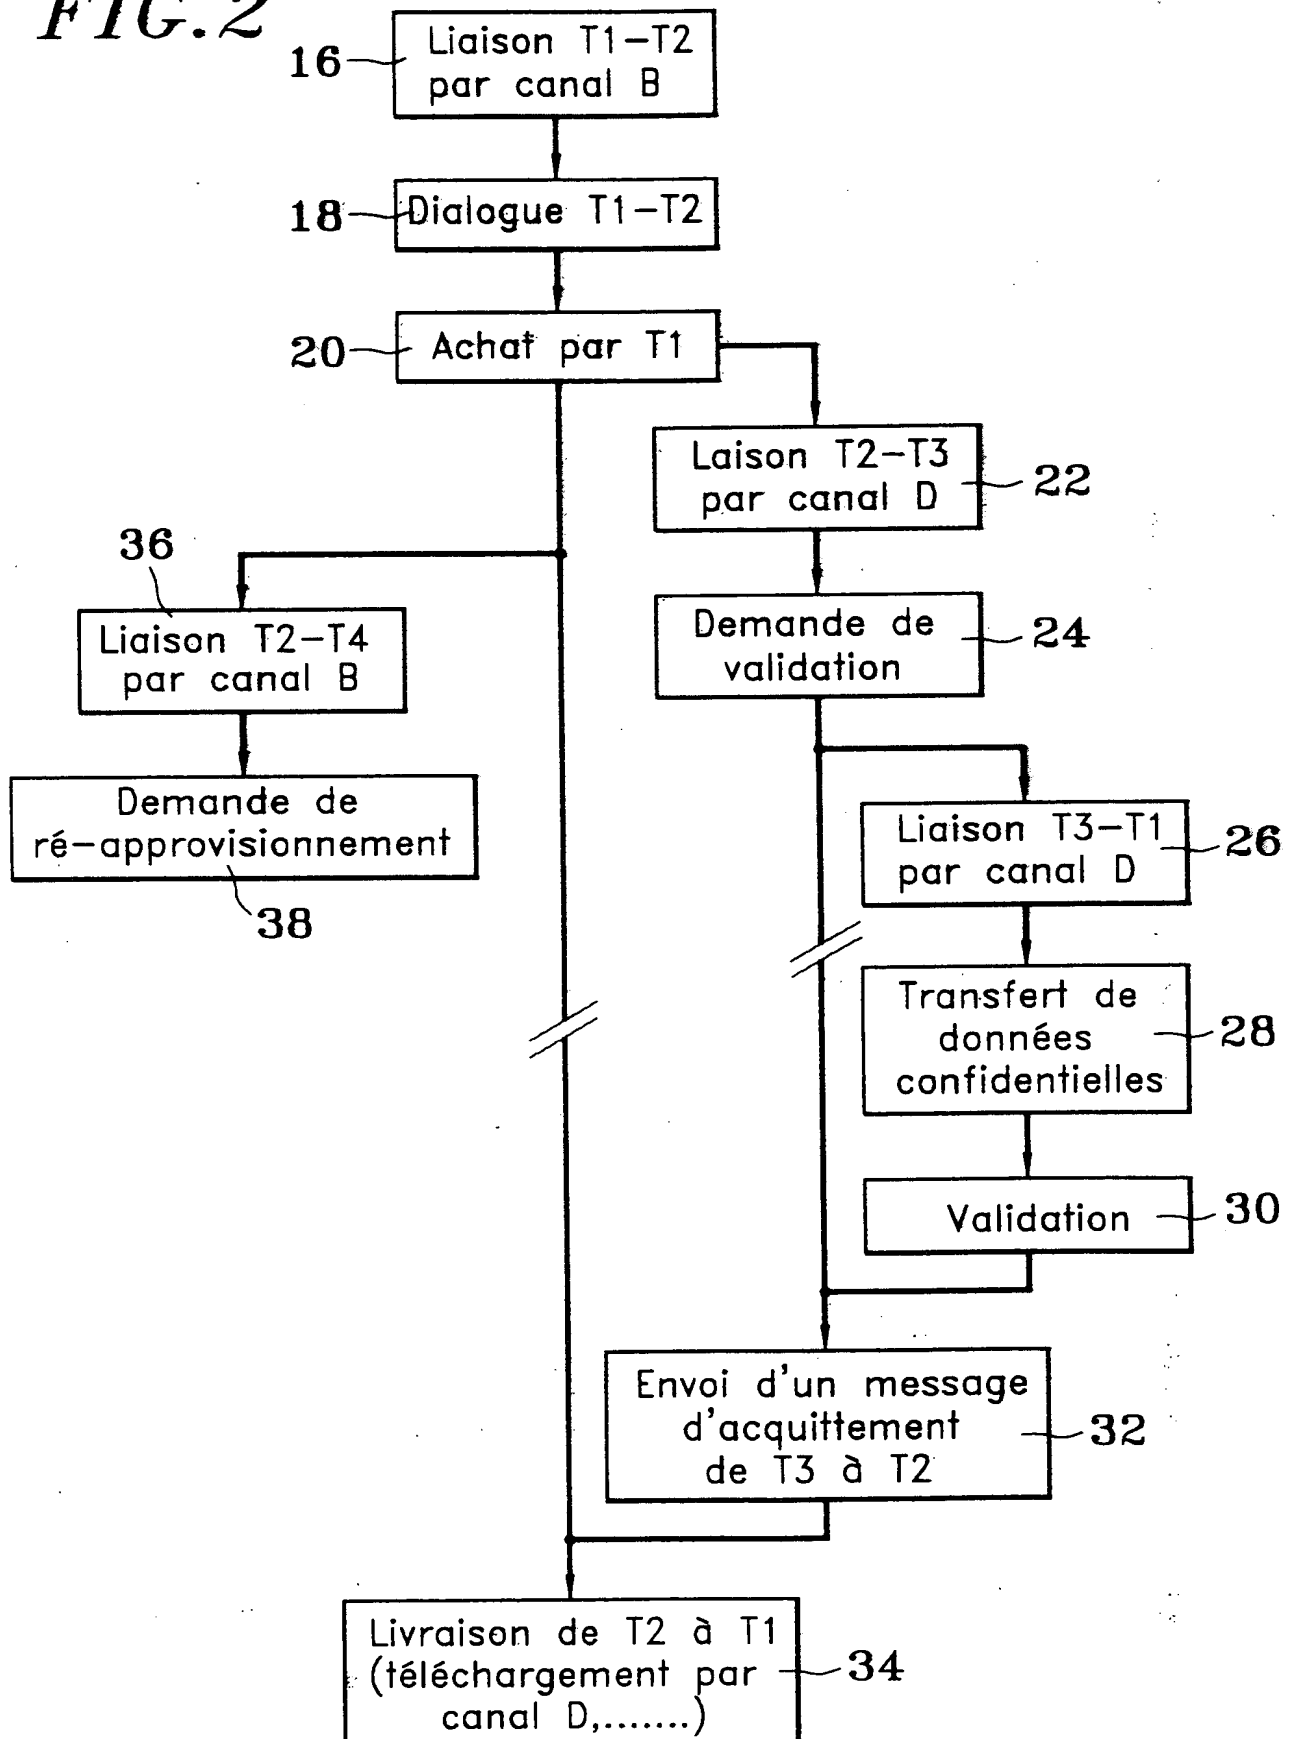 FIG. 2
16
Liaison T1-T2
par canal B
18
Dialogue T1-T2
20
Achat par T1
Laison T2-T3
par canal D
22
36
Liaison T2-T4
par canal B
Demande de
validation
24
Demande de
ré-approvisionnement
38
Liaison T3-T1
par canal D
26
Transfert de
données
confidentielles
28
Validation
30
Envoi d'un message
d'acquittement
de T3 à T2
32
Livraison de T2 à T1
(téléchargement par
canal D,.......)
34